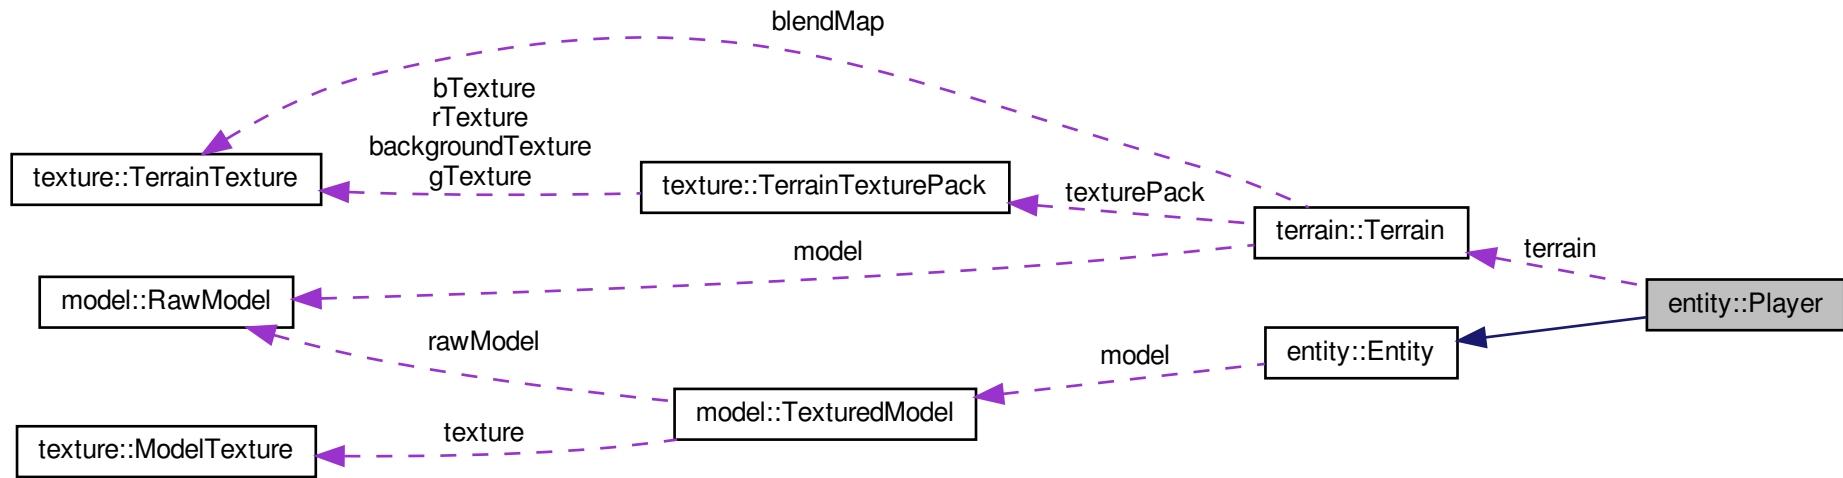 blendMap
bTexture
rTexture
backgroundTexture
gTexture
texture::TerrainTexture
texture::TerrainTexturePack
texturePack
terrain::Terrain
terrain
model
model::RawModel
entity::Player
rawModel
entity::Entity
model
model::TexturedModel
texture
texture::ModelTexture